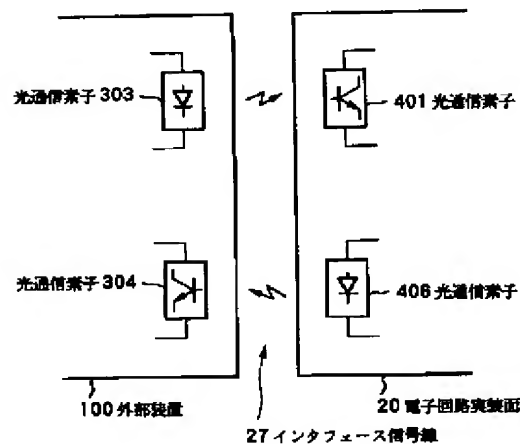 光通信素子 303
401 光通信素子
光通信素子 304
406 光通信素子
100 外部装置
20 電子回路実装面
27 インタフェース信号線